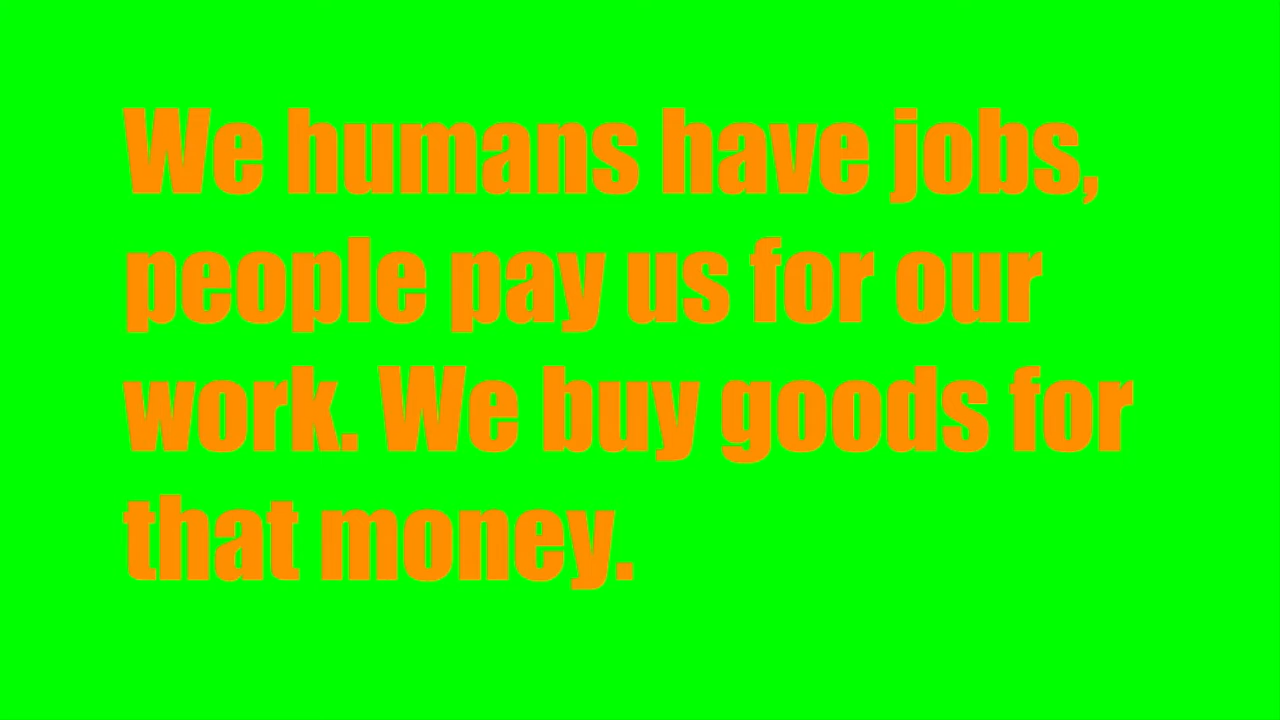 We humans have jobs,
people pay us for our
work. We buy goods for
that money.